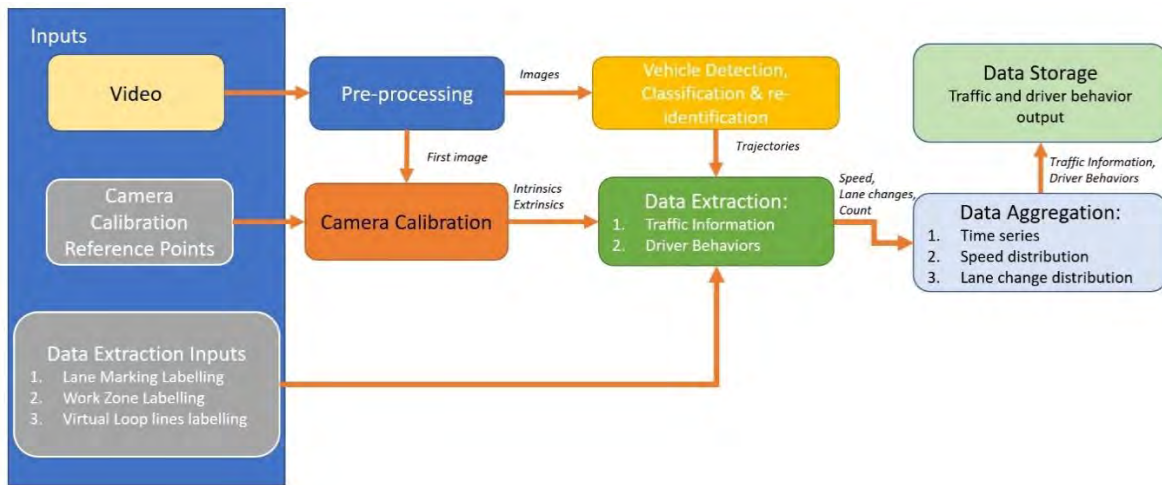 Inputs
Video
Pre-processing
Images
Vehicle Detection,
Classification & re-
identification
Data Storage
Traffic and driver behavior
output
First image
Trajectories
Traffic Information,
Driver Behaviors
Camera
Calibration
Reference Points
Camera Calibration
Intrinsics
Extrinsics
Data Extraction:
1. Traffic Information
2. Driver Behaviors
Speed,
Lane changes,
Count
Data Aggregation:
1. Time series
2. Speed distribution
3. Lane change distribution
Data Extraction Inputs
1. Lane Marking Labelling
2. Work Zone Labelling
3. Virtual Loop lines labelling